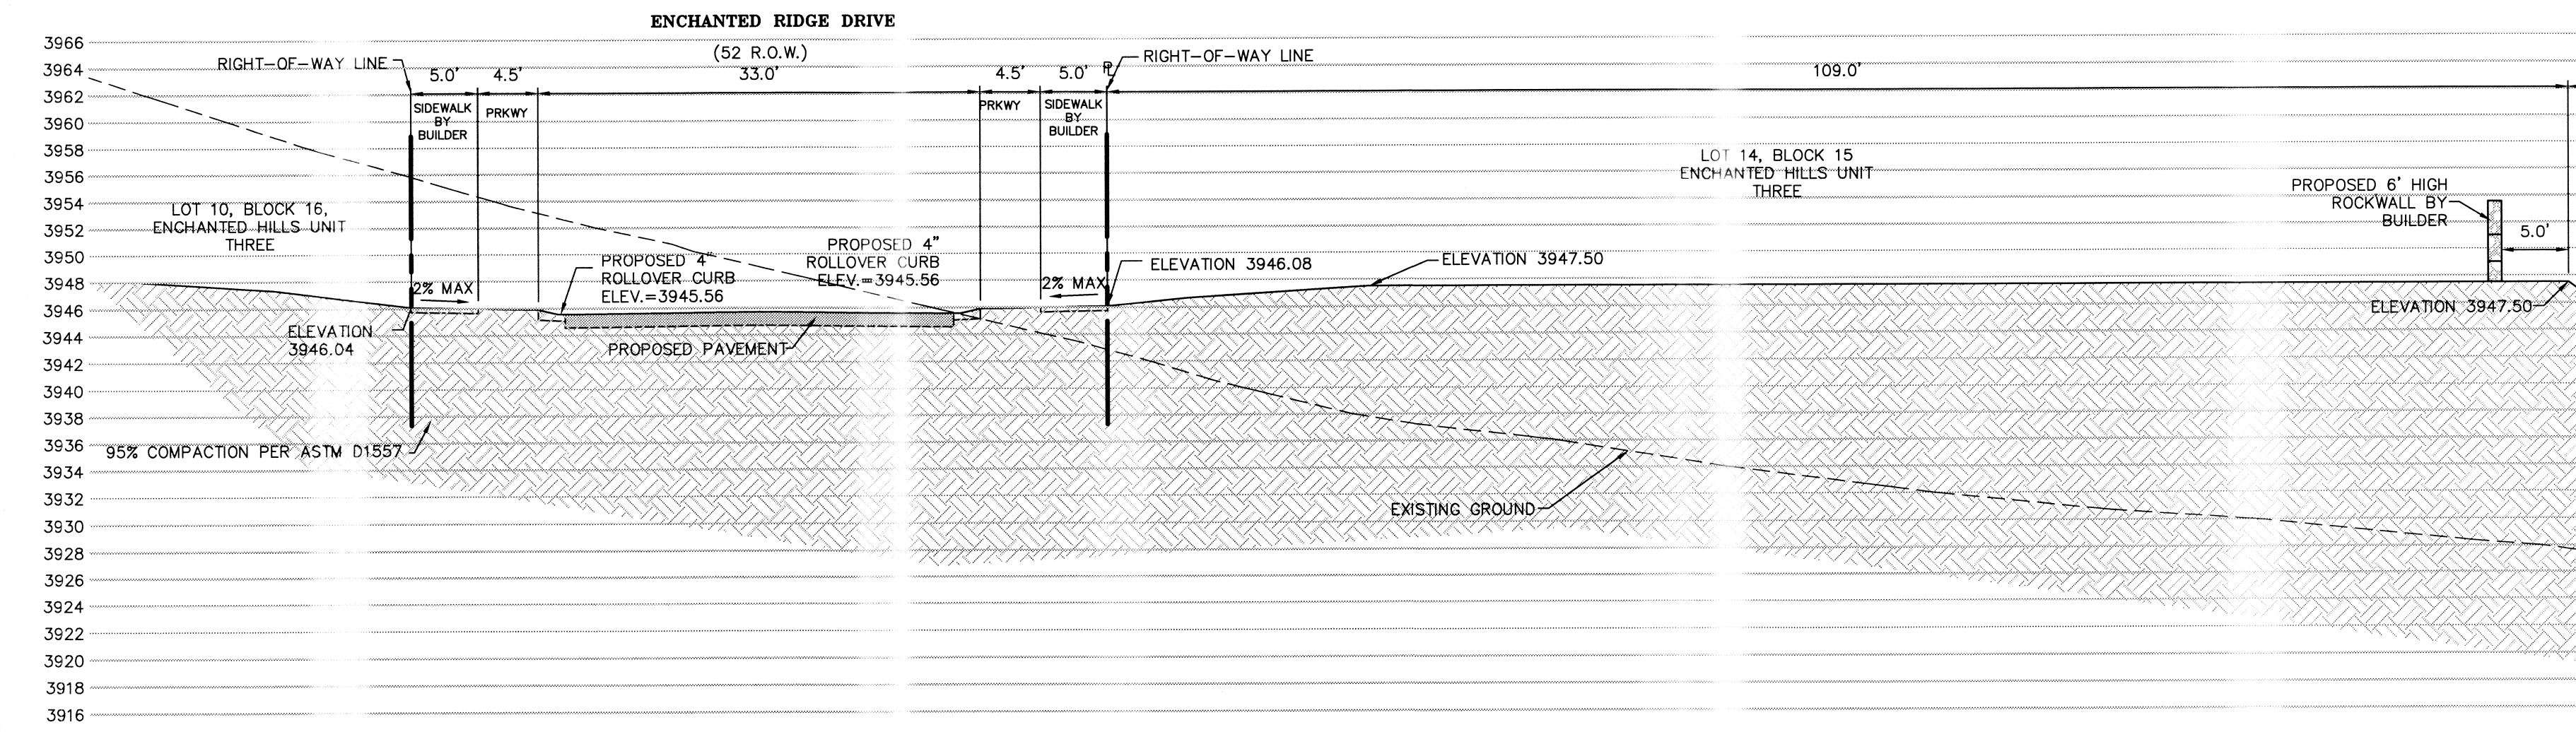 ENCHANTED RIDGE DRIVE
(52 R.O.W.)
RIGHT-OF-WAY LINE
5.0'
4.5'
33.0'
4.5'
5.0'
PL
RIGHT-OF-WAY LINE
109.0'
SIDEWALK
BY
BUILDER
PRKWY
PRKWY
SIDEWALK
BY
BUILDER
3966
3964
3962
3960
3958
3956
3954
3952
3950
3948
3946
3944
3942
3940
3938
3936
3934
3932
3930
3928
3926
3924
3922
3920
3918
3916
LOT 10, BLOCK 16,
ENCHANTED HILLS UNIT
THREE
LOT 14, BLOCK 15
ENCHANTED HILLS UNIT
THREE
PROPOSED 6' HIGH
ROCKWALL BY
BUILDER
5.0'
2% MAX
PROPOSED 4"
ROLLOVER CURB
ELEV.=3945.56
PROPOSED 4"
ROLLOVER CURB
ELEV.=3945.56
2% MAX
ELEVATION 3946.08
ELEVATION 3947.50
ELEVATION 3947.50
ELEVATION
3946.04
PROPOSED PAVEMENT
95% COMPACTION PER ASTM D1557
EXISTING GROUND